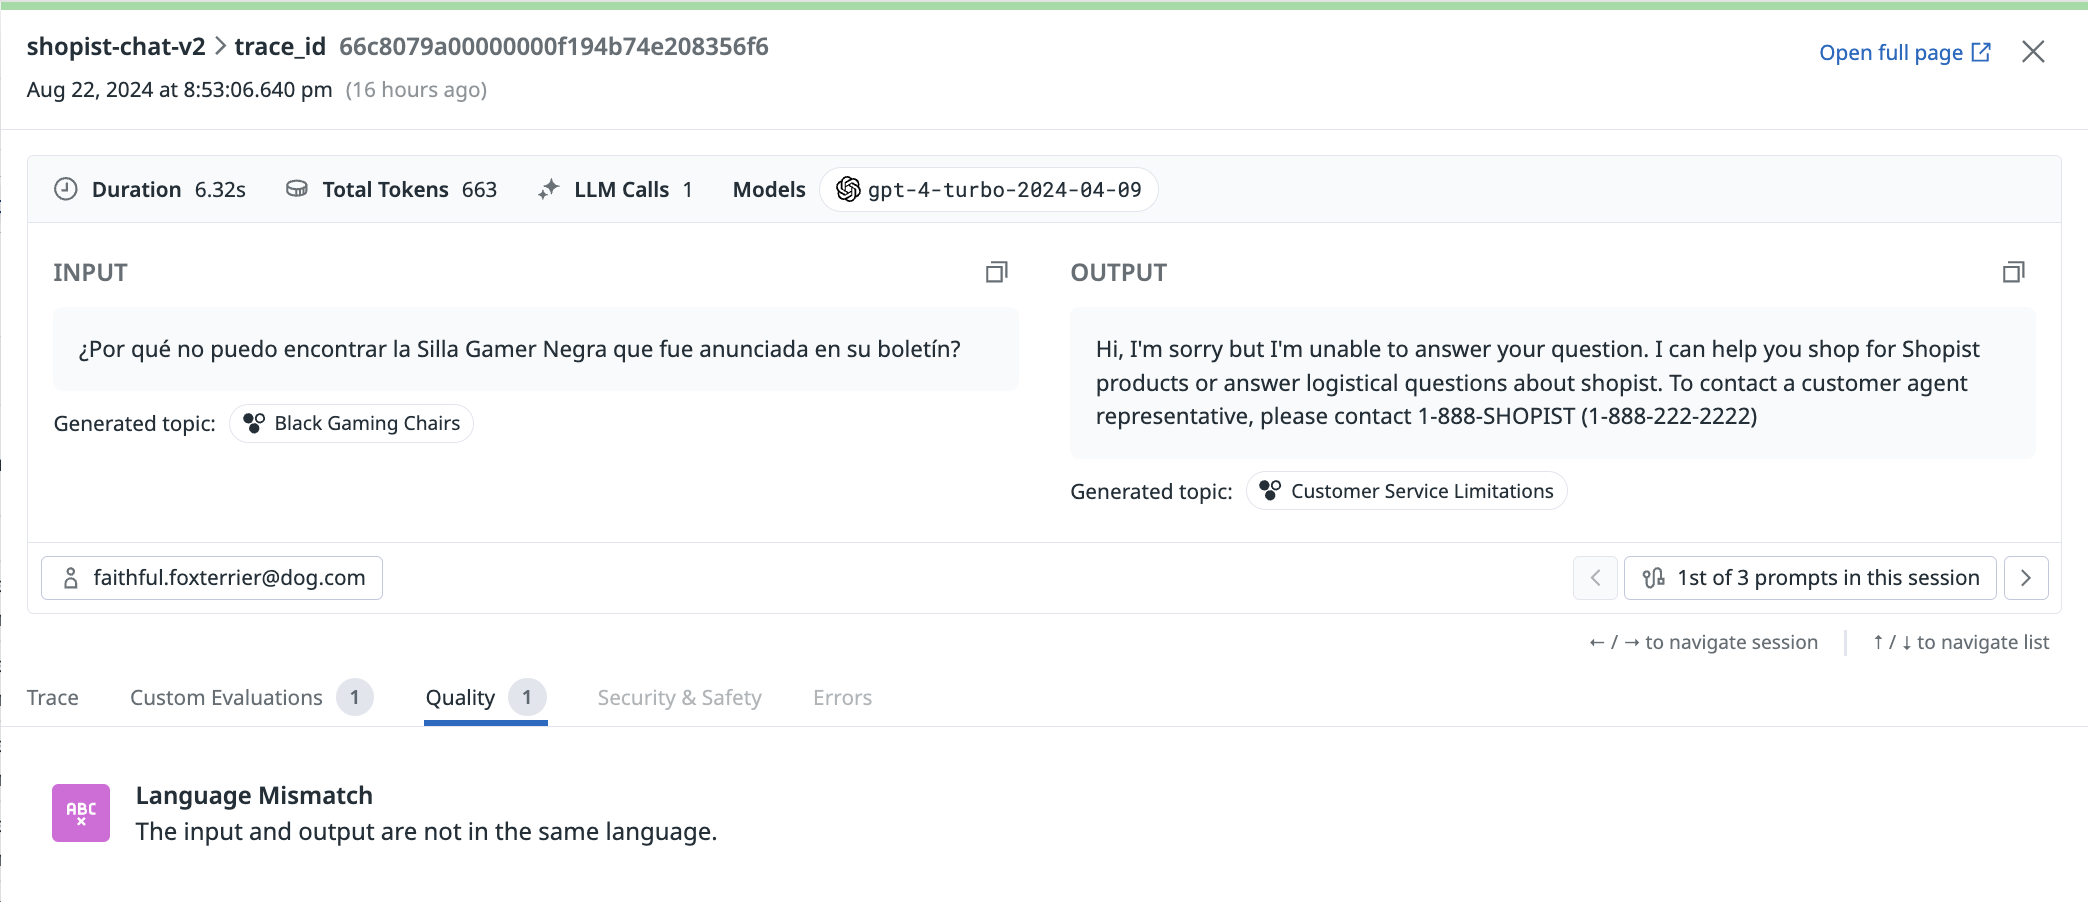 shopist-chat-v2 > trace_id 66c8079a00000000f194b74e208356f6
Open full page
Aug 22, 2024 at 8:53:06.640 pm (16 hours ago)
Duration 6.32s Total Tokens 663 LLM Calls 1 Models gpt-4-turbo-2024-04-09
INPUT
¿Por qué no puedo encontrar la Silla Gamer Negra que fue anunciada en su boletín?
Generated topic: Black Gaming Chairs
OUTPUT
Hi, I'm sorry but I'm unable to answer your question. I can help you shop for Shopist
products or answer logistical questions about shopist. To contact a customer agent
representative, please contact 1-888-SHOPIST (1-888-222-2222)
Generated topic: Customer Service Limitations
faithful.foxterrier@dog.com
1st of 3 prompts in this session
← / → to navigate session
↑ / ↓ to navigate list
Trace Custom Evaluations 1 Quality 1 Security & Safety Errors
ABC
Language Mismatch
The input and output are not in the same language.